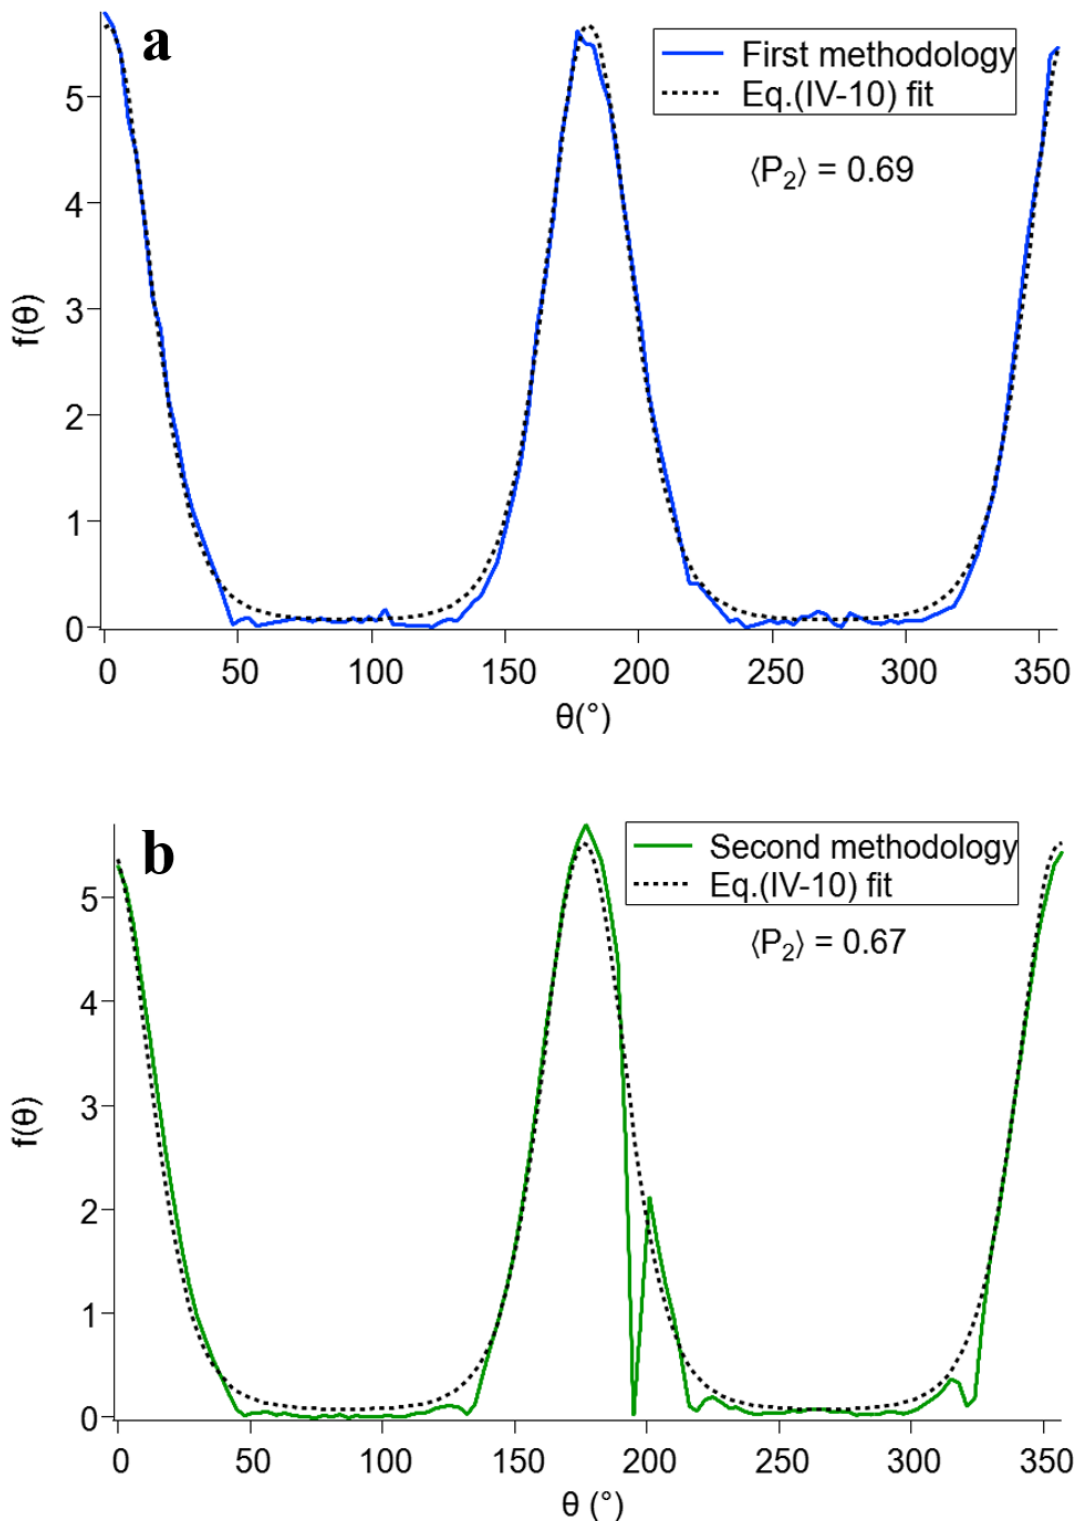 a
First methodology
Eq.(IV-10) fit
⟨P₂⟩ = 0.69
5
4
3
2
1
0
f(θ)
0 50 100 150 200 250 300 350
θ(°)
b
Second methodology
Eq.(IV-10) fit
⟨P₂⟩ = 0.67
5
4
3
2
1
0
f(θ)
0 50 100 150 200 250 300 350
θ (°)